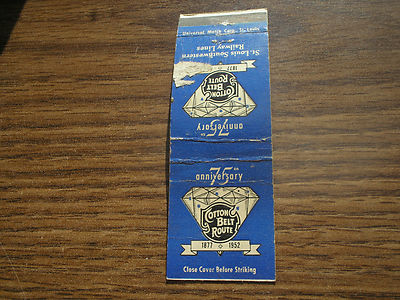 Universal Match Corp., St. Louis
St. Louis Southwestern
Railway Lines
1877
COTTON
BELT
ROUTE
75th
anniversary
75th
anniversary
COTTON
BELT
ROUTE
1877 ◇ 1952
Close Cover Before Striking